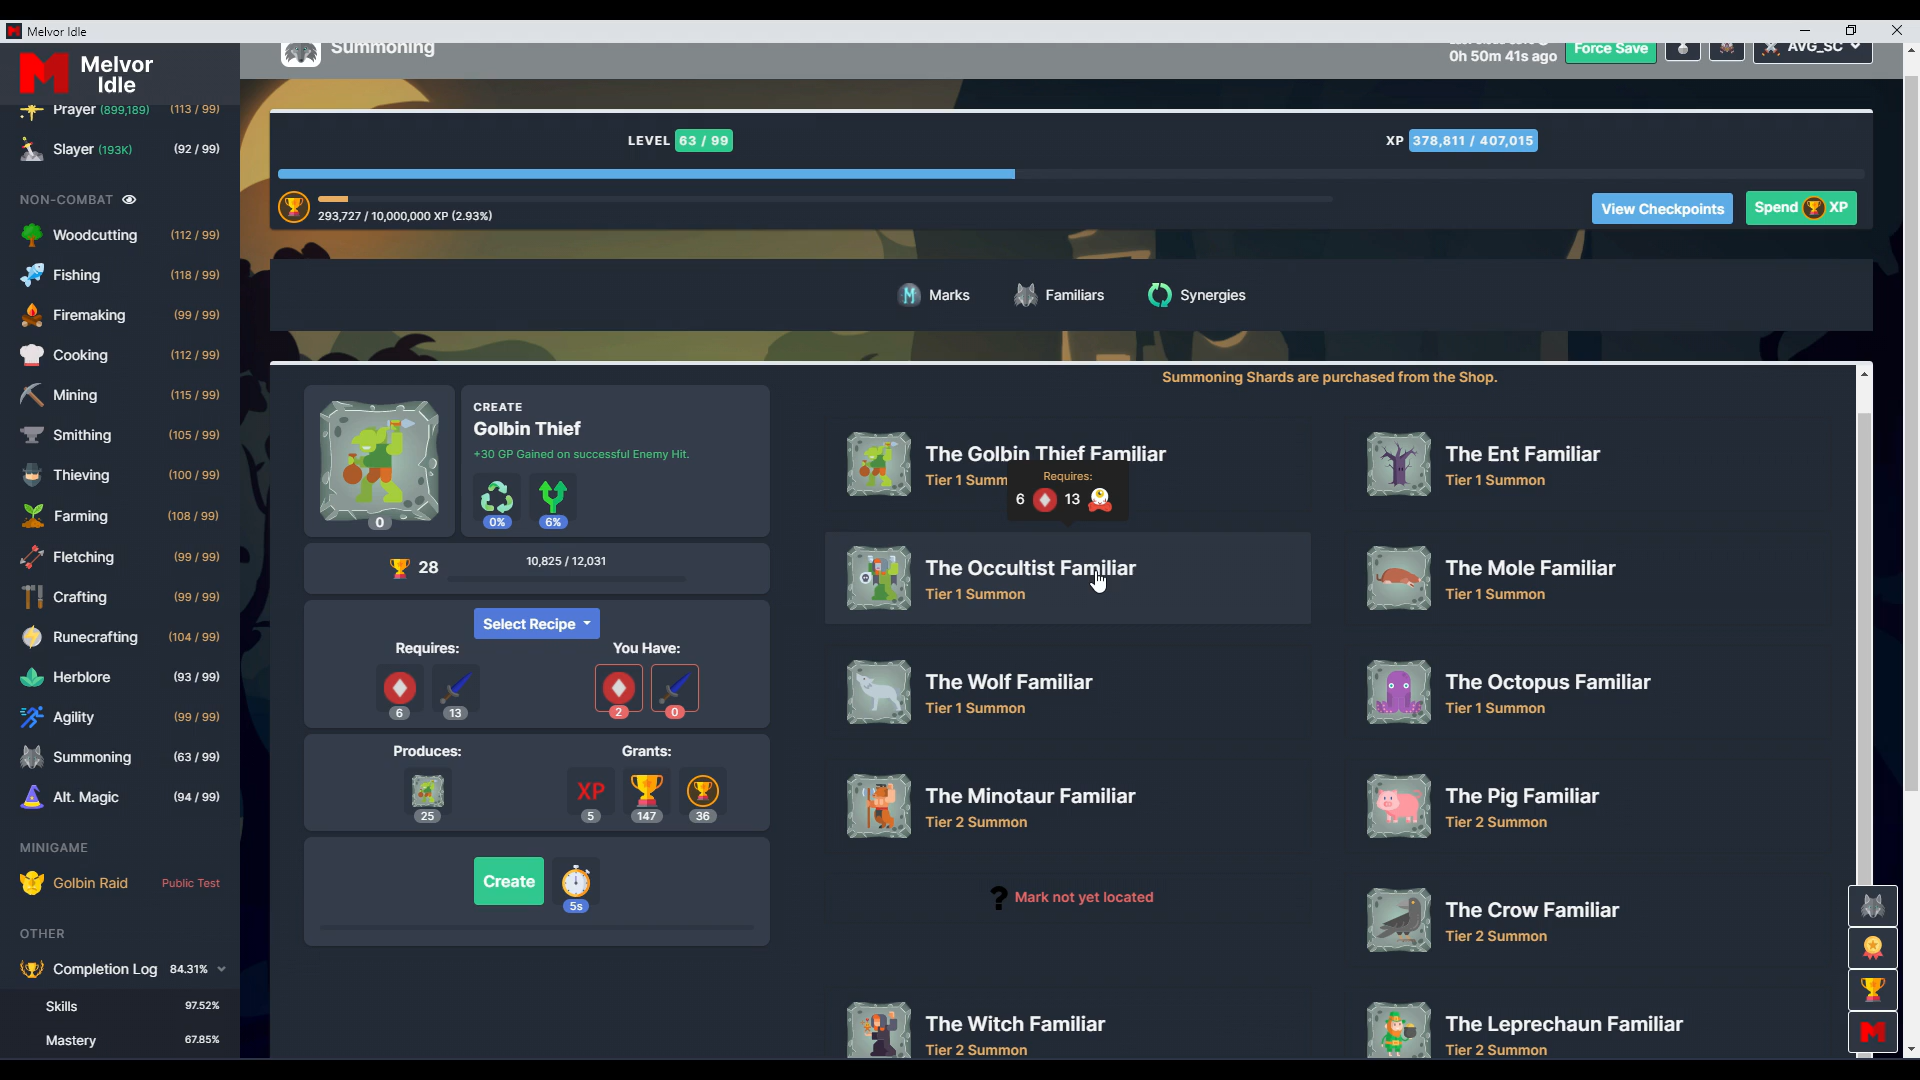 Melvor Idle
Melvor
Idle
Summoning
0h 50m 41s ago
Force Save
AVG_SC
Prayer (899,189) (113 / 99)
Slayer (193K) (92 / 99)
NON-COMBAT
Woodcutting (112 / 99)
Fishing (118 / 99)
Firemaking (99 / 99)
Cooking (112 / 99)
Mining (115 / 99)
Smithing (105 / 99)
Thieving (100 / 99)
Farming (108 / 99)
Fletching (99 / 99)
Crafting (99 / 99)
Runecrafting (104 / 99)
Herblore (93 / 99)
Agility (99 / 99)
Summoning (63 / 99)
Alt. Magic (94 / 99)
MINIGAME
Golbin Raid Public Test
OTHER
Completion Log 84.31%
Skills 97.52%
Mastery 67.85%
LEVEL 63 / 99
XP 378,811 / 407,015
293,727 / 10,000,000 XP (2.93%)
View Checkpoints
Spend XP
Marks
Familiars
Synergies
CREATE
Golbin Thief
+30 GP Gained on successful Enemy Hit.
0
0%
6%
28
10,825 / 12,031
Select Recipe
Requires: You Have:
6 13 2 0
Produces: Grants:
XP
25 5 147 36
Create
5s
Summoning Shards are purchased from the Shop.
The Golbin Thief Familiar
Tier 1 Summ
Requires:
6 13
The Ent Familiar
Tier 1 Summon
The Occultist Familiar
Tier 1 Summon
The Mole Familiar
Tier 1 Summon
The Wolf Familiar
Tier 1 Summon
The Octopus Familiar
Tier 1 Summon
The Minotaur Familiar
Tier 2 Summon
The Pig Familiar
Tier 2 Summon
? Mark not yet located
The Crow Familiar
Tier 2 Summon
The Witch Familiar
Tier 2 Summon
The Leprechaun Familiar
Tier 2 Summon